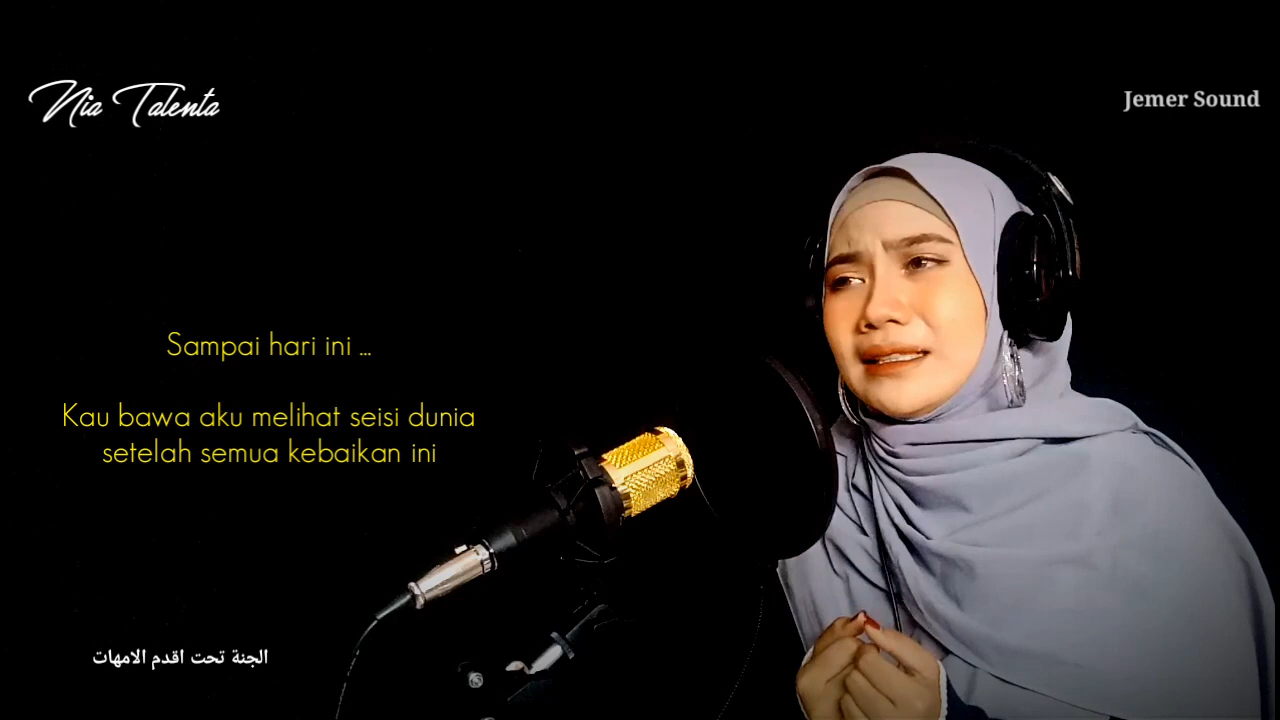 Nia Talenta
Jemer Sound
Sampai hari ini ...
Kau bawa aku melihat seisi dunia
setelah semua kebaikan ini
الجنة تحت اقدم الامهات